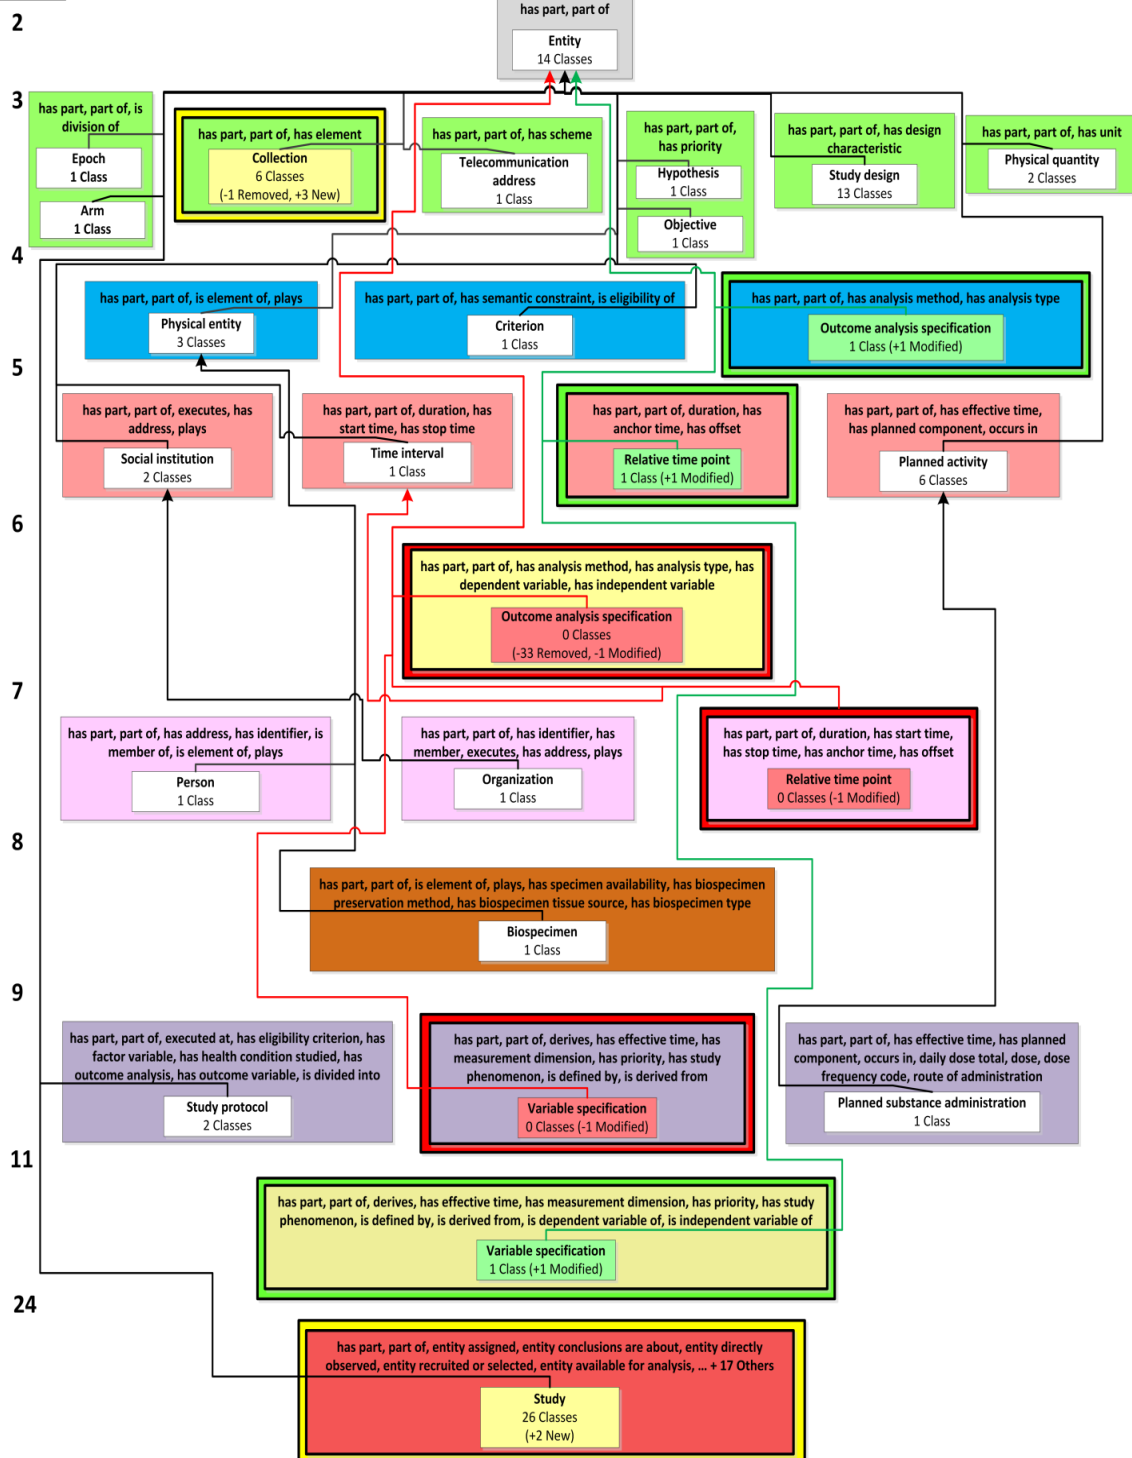 has part, part of
2
Entity
14 Classes
3
has part, part of, is
division of
Epoch
1 Class
Arm
1 Class
has part, part of, has element
Collection
6 Classes
(-1 Removed, +3 New)
has part, part of, has scheme
Telecommunication
address
1 Class
has part, part of,
has priority
Hypothesis
1 Class
Objective
1 Class
has part, part of, has design
characteristic
Study design
13 Classes
has part, part of, has unit
Physical quantity
2 Classes
4
has part, part of, is element of, plays
Physical entity
3 Classes
has part, part of, has semantic constraint, is eligibility of
Criterion
1 Class
has part, part of, has analysis method, has analysis type
Outcome analysis specification
1 Class (+1 Modified)
5
has part, part of, executes, has
address, plays
Social institution
2 Classes
has part, part of, duration, has
start time, has stop time
Time interval
1 Class
has part, part of, duration, has
anchor time, has offset
Relative time point
1 Class (+1 Modified)
has part, part of, has effective time,
has planned component, occurs in
Planned activity
6 Classes
6
has part, part of, has analysis method, has analysis type, has
dependent variable, has independent variable
Outcome analysis specification
0 Classes
(-33 Removed, -1 Modified)
7
has part, part of, has address, has identifier, is
member of, is element of, plays
Person
1 Class
has part, part of, has identifier, has
member, executes, has address, plays
Organization
1 Class
has part, part of, duration, has start time,
has stop time, has anchor time, has offset
Relative time point
0 Classes (-1 Modified)
8
has part, part of, is element of, plays, has specimen availability, has biospecimen
preservation method, has biospecimen tissue source, has biospecimen type
Biospecimen
1 Class
9
has part, part of, executed at, has eligibility criterion, has
factor variable, has health condition studied, has
outcome analysis, has outcome variable, is divided into
Study protocol
2 Classes
has part, part of, derives, has effective time, has
measurement dimension, has priority, has study
phenomenon, is defined by, is derived from
Variable specification
0 Classes (-1 Modified)
has part, part of, has effective time, has planned
component, occurs in, daily dose total, dose, dose
frequency code, route of administration
Planned substance administration
1 Class
11
has part, part of, derives, has effective time, has measurement dimension, has priority, has study
phenomenon, is defined by, is derived from, is dependent variable of, is independent variable of
Variable specification
1 Class (+1 Modified)
24
has part, part of, entity assigned, entity conclusions are about, entity directly
observed, entity recruited or selected, entity available for analysis, ... + 17 Others
Study
26 Classes
(+2 New)